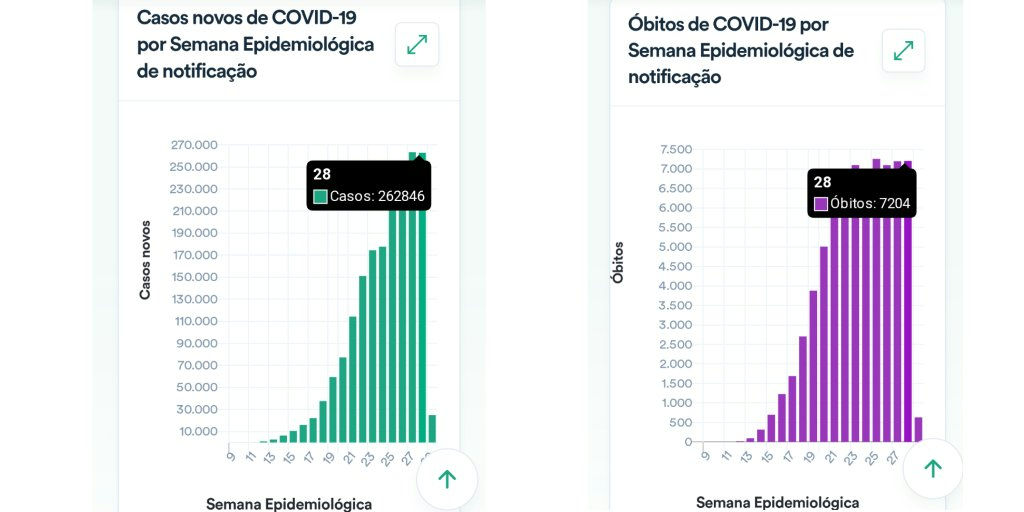 Casos novos de COVID-19
por Semana Epidemiológica
de notificação
270.000
250.000
230.000
210.000
190.000
170.000
150.000
130.000
110.000
90.000
70.000
50.000
30.000
10.000
Casos novos
28
Casos: 262846
9 11 13 15 17 19 21 23 25 27
Semana Epidemiológica
Óbitos de COVID-19 por
Semana Epidemiológica de
notificação
7.500
7.000
6.500
6.000
5.500
5.000
4.500
4.000
3.500
3.000
2.500
2.000
1.500
1.000
500
0
Óbitos
28
Óbitos: 7204
9 11 13 15 17 19 21 23 25 27
Semana Epidemiológica